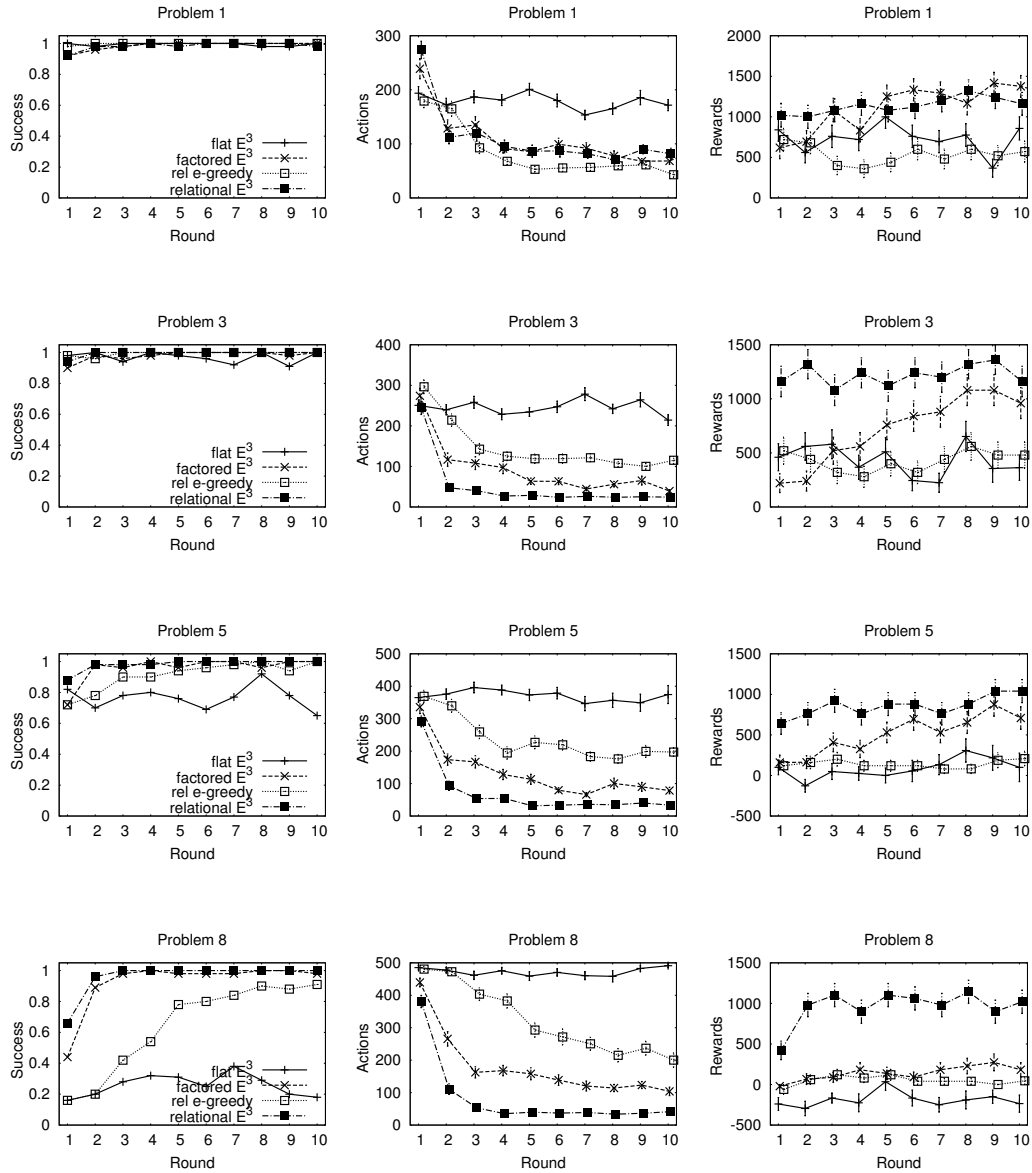 Problem 1
Success
1
0.8
0.6
0.4
0.2
0
flat E³
factored E³
rel e-greedy
relational E³
1 2 3 4 5 6 7 8 9 10
Round
Problem 1
Actions
300
200
100
0
1 2 3 4 5 6 7 8 9 10
Round
Problem 1
Rewards
2000
1500
1000
500
0
1 2 3 4 5 6 7 8 9 10
Round
Problem 3
Success
1
0.8
0.6
0.4
0.2
0
flat E³
factored E³
rel e-greedy
relational E³
1 2 3 4 5 6 7 8 9 10
Round
Problem 3
Actions
400
300
200
100
0
1 2 3 4 5 6 7 8 9 10
Round
Problem 3
Rewards
1500
1000
500
0
1 2 3 4 5 6 7 8 9 10
Round
Problem 5
Success
1
0.8
0.6
0.4
0.2
0
flat E³
factored E³
rel e-greedy
relational E³
1 2 3 4 5 6 7 8 9 10
Round
Problem 5
Actions
500
400
300
200
100
0
1 2 3 4 5 6 7 8 9 10
Round
Problem 5
Rewards
1500
1000
500
0
-500
1 2 3 4 5 6 7 8 9 10
Round
Problem 8
Success
1
0.8
0.6
0.4
0.2
0
flat E³
factored E³
rel e-greedy
relational E³
1 2 3 4 5 6 7 8 9 10
Round
Problem 8
Actions
500
400
300
200
100
0
1 2 3 4 5 6 7 8 9 10
Round
Problem 8
Rewards
1500
1000
500
0
-500
1 2 3 4 5 6 7 8 9 10
Round